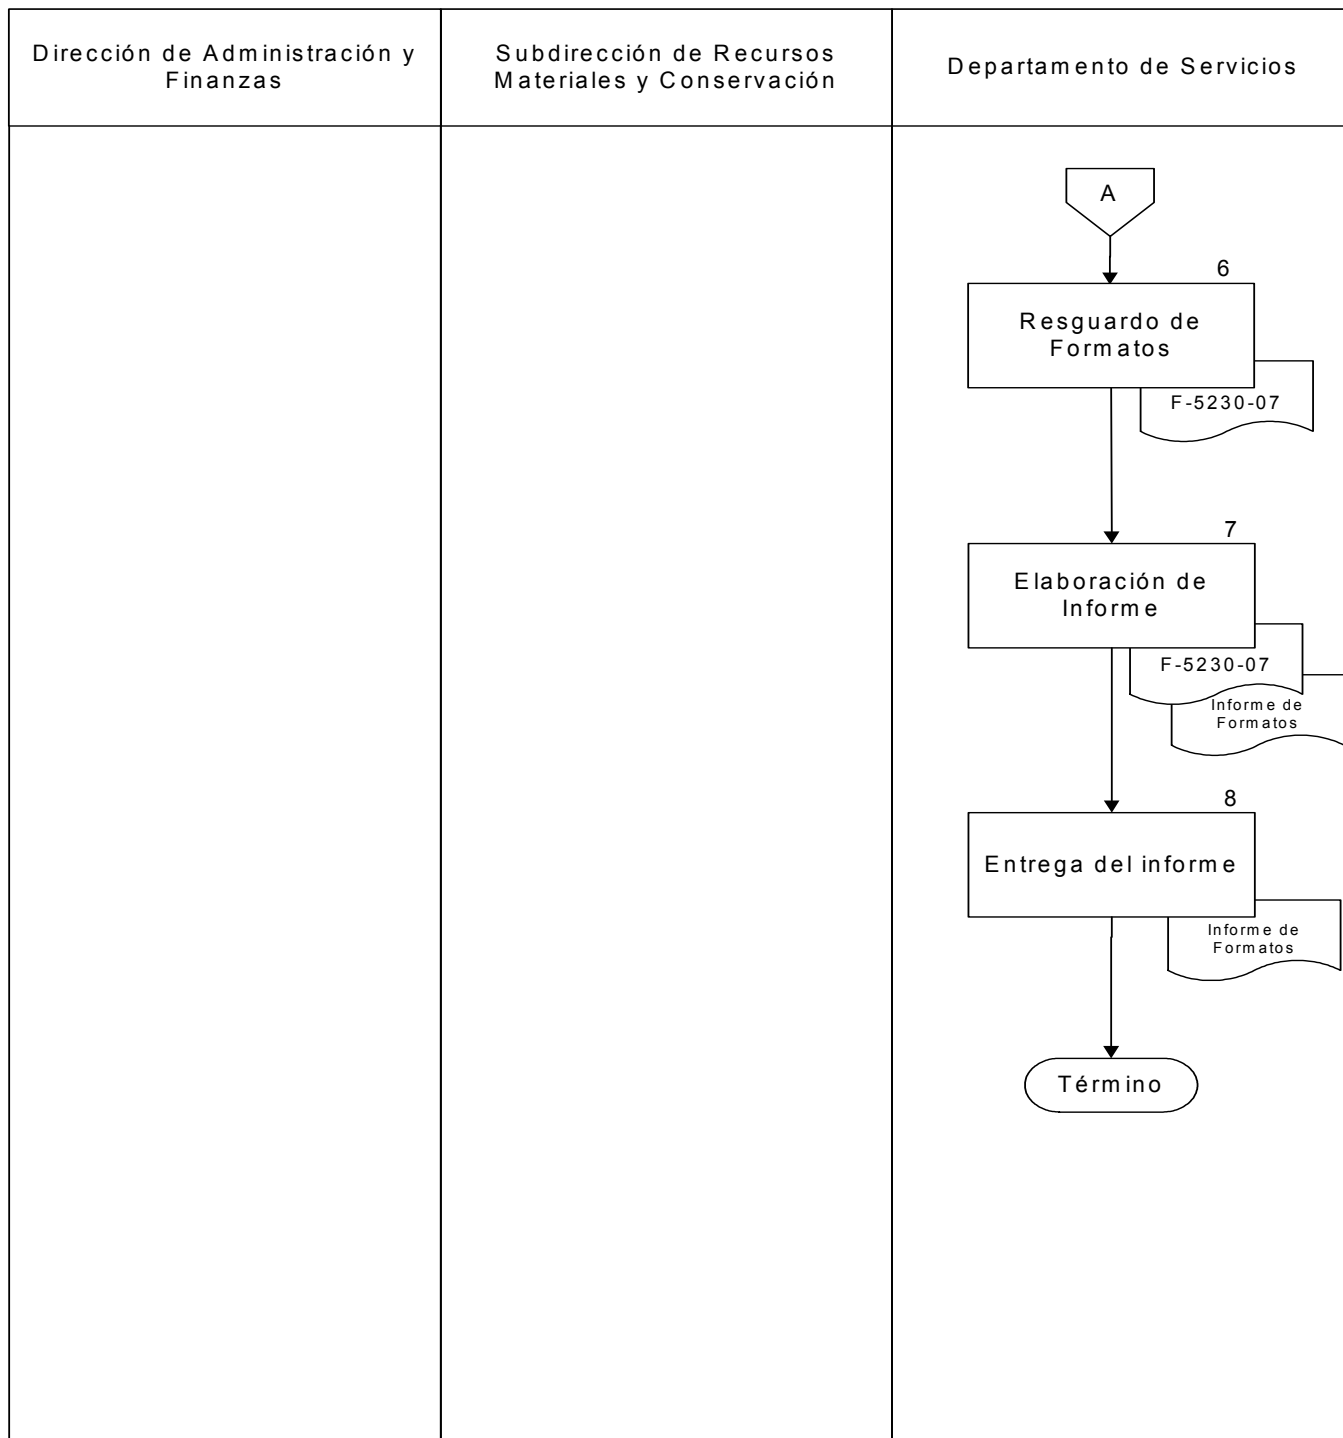 Dirección de Administración y
Finanzas
Subdirección de Recursos
Materiales y Conservación
Departamento de Servicios
A
6
Resguardo de
Formatos
F-5230-07
7
Elaboración de
Informe
F-5230-07
Informe de
Formatos
8
Entrega del informe
Informe de
Formatos
Término